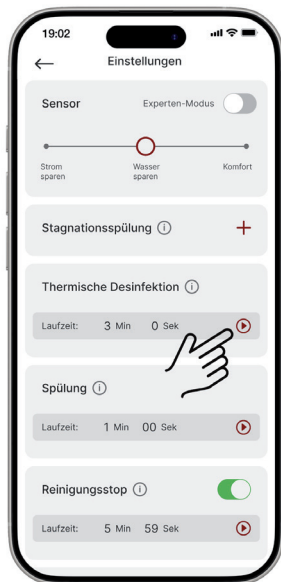 19:02
Einstellungen
Sensor Experten-Modus
Strom Wasser Komfort
sparen sparen
Stagnationsspülung
Thermische Desinfektion
Laufzeit: 3 Min 0 Sek
Spülung
Laufzeit: 1 Min 00 Sek
Reinigungsstop
Laufzeit: 5 Min 59 Sek